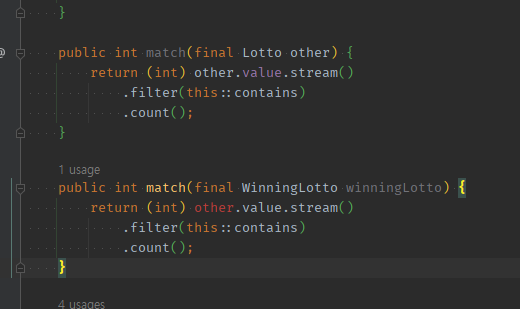 }
public int match(final Lotto other) {
return (int) other.value.stream()
.filter(this::contains)
.count();
}
1 usage
public int match(final WinningLotto winningLotto) {
return (int) other.value.stream()
.filter(this::contains)
.count();
}
4 usages